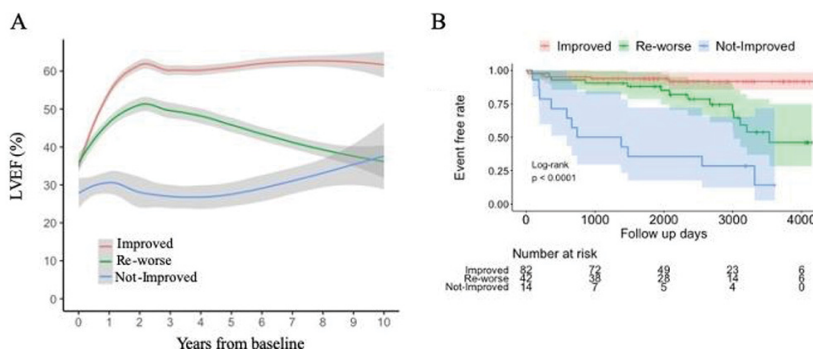 A
LVEF (%)
60
50
40
30
20
10
0
Improved
Re-worse
Not-Improved
0 1 2 3 4 5 6 7 8 9 10
Years from baseline
B
Improved Re-worse Not-Improved
Event free rate
1.00
0.75
0.50
0.25
0.00
Log-rank
p < 0.0001
0 1000 2000 3000 4000
Follow up days
Number at risk
Improved 82 72 49 23 6
Re-worse 42 38 28 14 6
Not-Improved 14 7 5 4 0